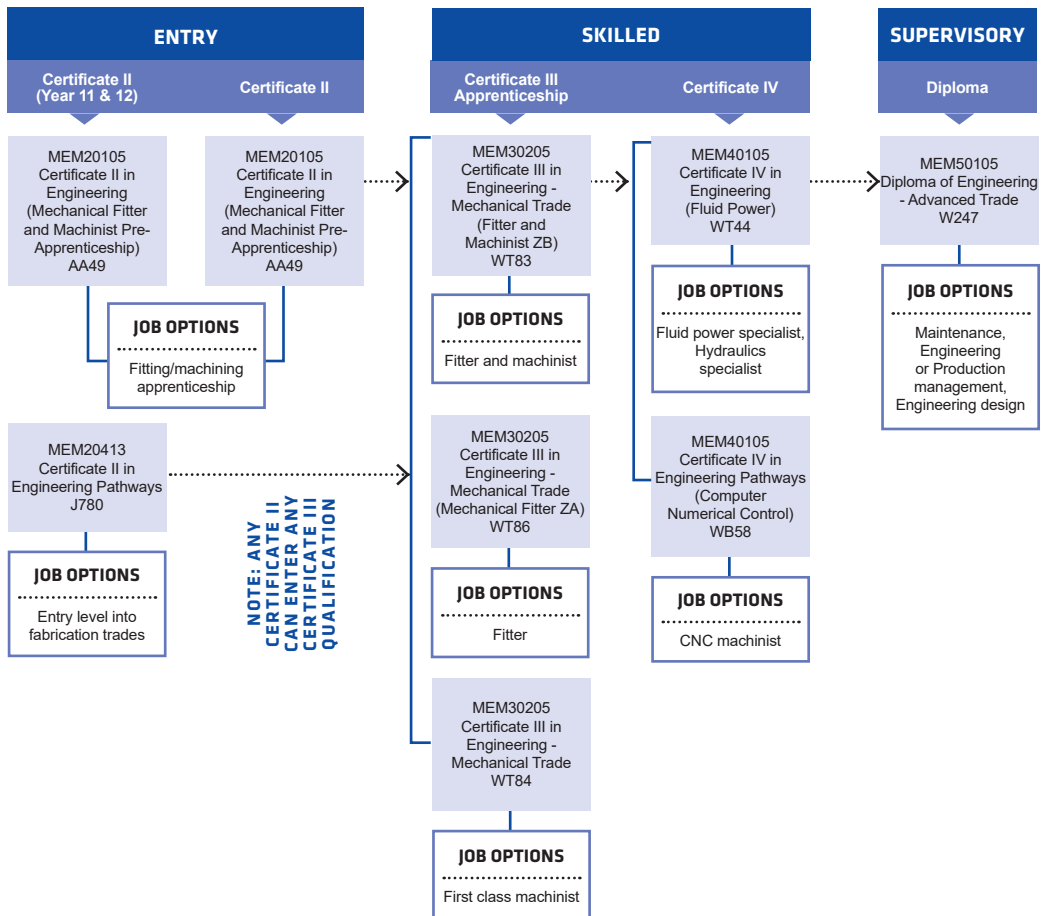 ENTRY
SKILLED
SUPERVISORY
Certificate II
(Year 11 & 12)
Certificate II
Certificate III
Apprenticeship
Certificate IV
Diploma
MEM20105
Certificate II in
Engineering
(Mechanical Fitter
and Machinist Pre-
Apprenticeship)
AA49
MEM20105
Certificate II in
Engineering
(Mechanical Fitter
and Machinist Pre-
Apprenticeship)
AA49
JOB OPTIONS
Fitting/machining
apprenticeship
MEM20413
Certificate II in
Engineering Pathways
J780
JOB OPTIONS
Entry level into
fabrication trades
NOTE: ANY
CERTIFICATE II
CAN ENTER ANY
CERTIFICATE III
QUALIFICATION
MEM30205
Certificate III in
Engineering -
Mechanical Trade
(Fitter and
Machinist ZB)
WT83
JOB OPTIONS
Fitter and machinist
MEM30205
Certificate III in
Engineering -
Mechanical Trade
(Mechanical Fitter ZA)
WT86
JOB OPTIONS
Fitter
MEM30205
Certificate III in
Engineering -
Mechanical Trade
WT84
JOB OPTIONS
First class machinist
MEM40105
Certificate IV in
Engineering
(Fluid Power)
WT44
JOB OPTIONS
Fluid power specialist,
Hydraulics
specialist
MEM40105
Certificate IV in
Engineering Pathways
(Computer
Numerical Control)
WB58
JOB OPTIONS
CNC machinist
MEM50105
Diploma of Engineering
- Advanced Trade
W247
JOB OPTIONS
Maintenance,
Engineering
or Production
management,
Engineering design